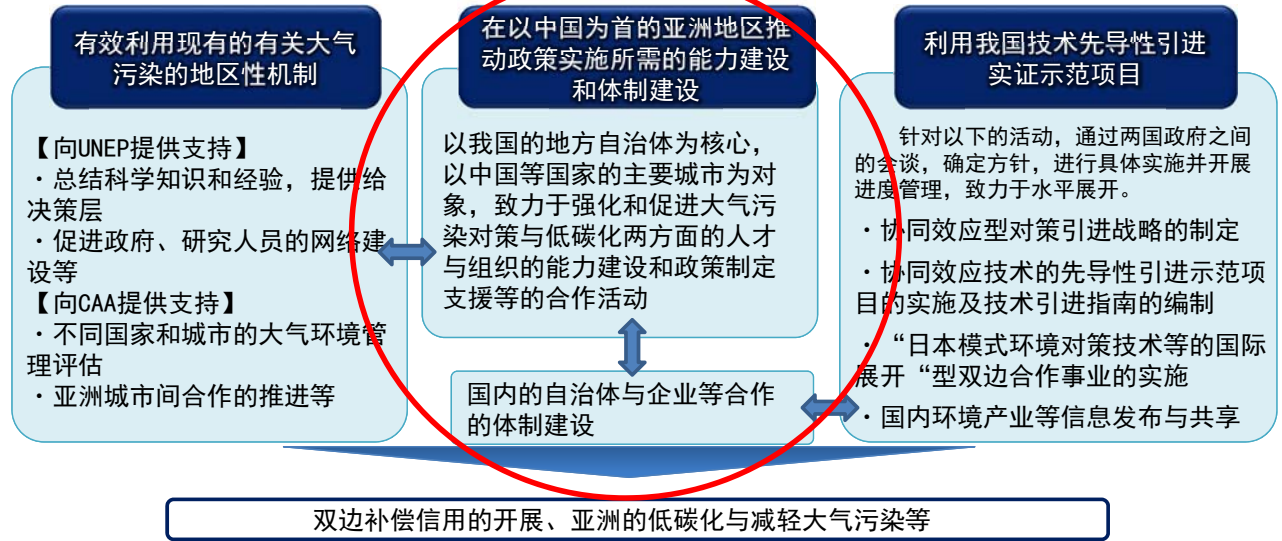 有效利用现有的有关大气
污染的地区性机制
【向UNEP提供支持】
・总结科学知识和经验，提供给
决策层
・促进政府、研究人员的网络建
设等
【向CAA提供支持】
・不同国家和城市的大气环境管
理评估
・亚洲城市间合作的推进等
在以中国为首的亚洲地区推
动政策实施所需的能力建设
和体制建设
以我国的地方自治体为核心，
以中国等国家的主要城市为对
象，致力于强化和促进大气污
染对策与低碳化两方面的人才
与组织的能力建设和政策制定
支援等的合作活动
国内的自治体与企业等合作
的体制建设
利用我国技术先导性引进
实证示范项目
针对以下的活动，通过两国政府之间
的会谈，确定方针，进行具体实施并开展
进度管理，致力于水平展开。
・协同效应型对策引进战略的制定
・协同效应技术的先导性引进示范项
目的实施及技术引进指南的编制
・“日本模式环境对策技术等的国际
展开“型双边合作事业的实施
・国内环境产业等信息发布与共享
双边补偿信用的开展、亚洲的低碳化与减轻大气污染等